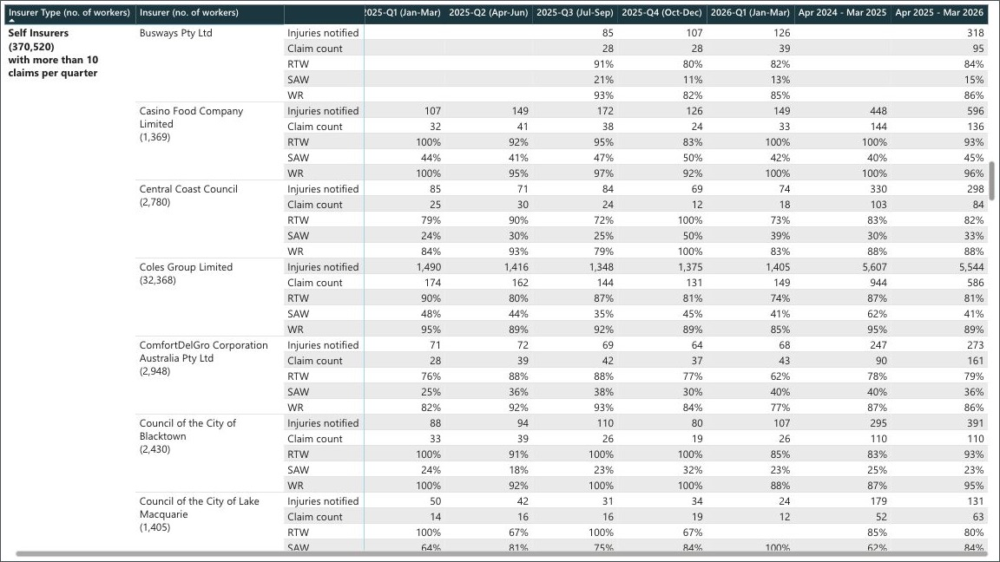 Insurer Type (no. of workers) Insurer (no. of workers) 2025-Q1 (Jan-Mar) 2025-Q2 (Apr-Jun) 2025-Q3 (Jul-Sep) 2025-Q4 (Oct-Dec) 2026-Q1 (Jan-Mar) Apr 2024 - Mar 2025 Apr 2025 - Mar 2026
Self Insurers Busways Pty Ltd Injuries notified 85 107 126 318
(370,520) Claim count 28 28 39 95
with more than 10 RTW 91% 80% 82% 84%
claims per quarter SAW 21% 11% 13% 15%
WR 93% 82% 85% 86%
Casino Food Company Injuries notified 107 149 172 126 149 448 596
Limited Claim count 32 41 38 24 33 144 136
(1,369) RTW 100% 92% 95% 83% 100% 100% 93%
SAW 44% 41% 47% 50% 42% 40% 45%
WR 100% 95% 97% 92% 100% 100% 96%
Central Coast Council Injuries notified 85 71 84 69 74 330 298
(2,780) Claim count 25 30 24 12 18 103 84
RTW 79% 90% 72% 100% 73% 83% 82%
SAW 24% 30% 25% 50% 39% 30% 33%
WR 84% 93% 79% 100% 83% 88% 88%
Coles Group Limited Injuries notified 1,490 1,416 1,348 1,375 1,405 5,607 5,544
(32,368) Claim count 174 162 144 131 149 944 586
RTW 90% 80% 87% 81% 74% 87% 81%
SAW 48% 44% 35% 45% 41% 62% 41%
WR 95% 89% 92% 89% 85% 95% 89%
ComfortDelGro Corporation Injuries notified 71 72 69 64 68 247 273
Australia Pty Ltd Claim count 28 39 42 37 43 90 161
(2,948) RTW 76% 88% 88% 77% 62% 78% 79%
SAW 25% 36% 38% 30% 40% 40% 36%
WR 82% 92% 93% 84% 77% 87% 86%
Council of the City of Injuries notified 88 94 110 80 107 295 391
Blacktown Claim count 33 39 26 19 26 110 110
(2,430) RTW 100% 91% 100% 100% 85% 83% 93%
SAW 24% 18% 23% 32% 23% 25% 23%
WR 100% 92% 100% 100% 88% 87% 95%
Council of the City of Lake Injuries notified 50 42 31 34 24 179 131
Macquarie Claim count 14 16 16 19 12 52 63
(1,405) RTW 100% 67% 100% 67% 85% 80%
SAW 64% 81% 75% 84% 100% 62% 84%